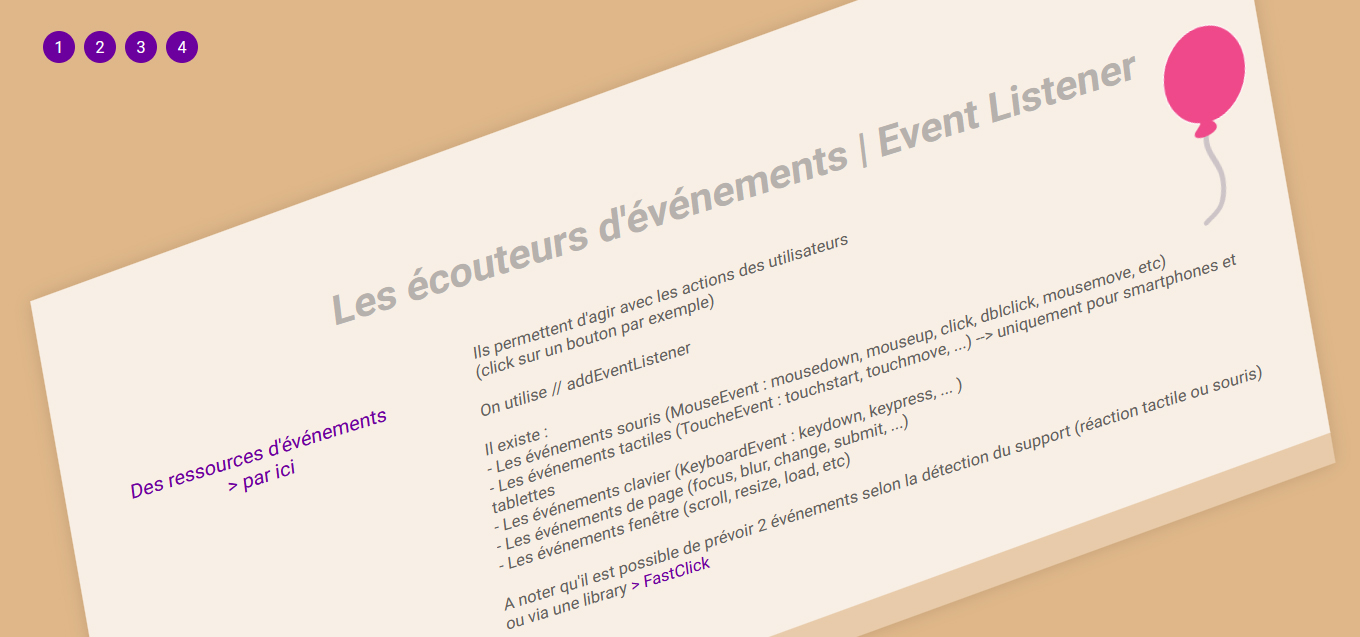 1 2 3 4
Les écouteurs d'événements | Event Listener
Des ressources d'événements
> par ici
Ils permettent d'agir avec les actions des utilisateurs
(click sur un bouton par exemple)
On utilise // addEventListener
Il existe :
- Les événements souris (MouseEvent : mousedown, mouseup, click, dblclick, mousemove, etc)
- Les événements tactiles (ToucheEvent : touchstart, touchmove, ...) --> uniquement pour smartphones et
tablettes
- Les événements clavier (KeyboardEvent : keydown, keypress, ... )
- Les événements de page (focus, blur, change, submit, ...)
- Les événements fenêtre (scroll, resize, load, etc)
A noter qu'il est possible de prévoir 2 événements selon la détection du support (réaction tactile ou souris)
ou via une library > FastClick